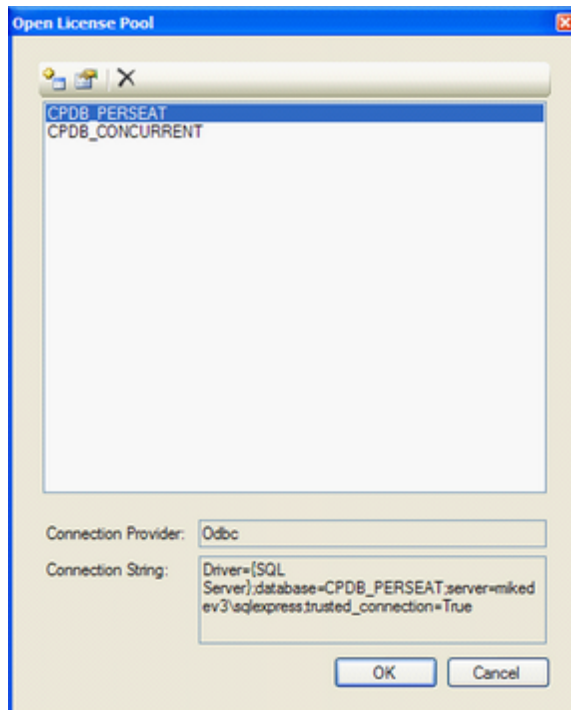 Open License Pool
CPDB_PERSEAT
CPDB_CONCURRENT
Connection Provider: Odbc
Connection String: Driver={SQL
Server};database=CPDB_PERSEAT;server=miked
ev3\sqlexpress;trusted_connection=True
OK Cancel